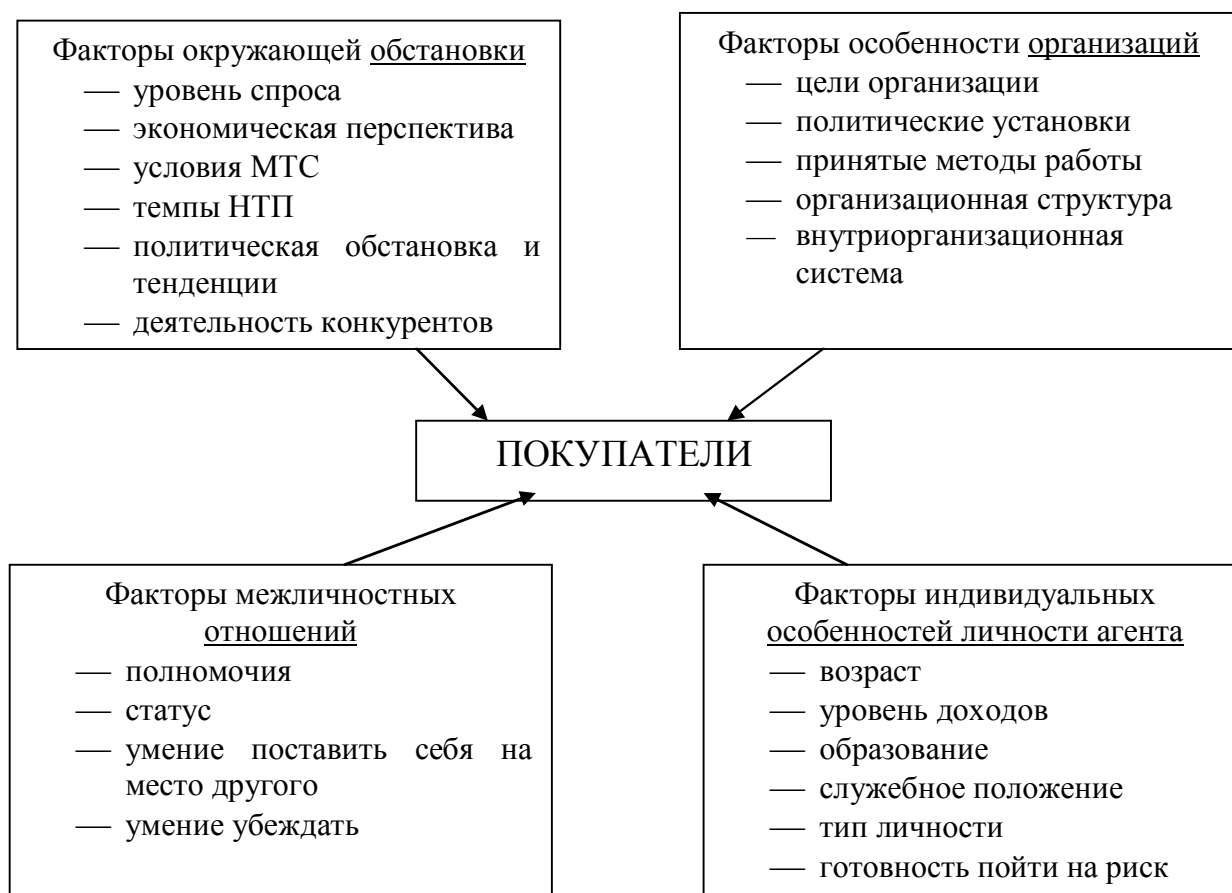 Факторы окружающей обстановки
— уровень спроса
— экономическая перспектива
— условия МТС
— темпы НТП
— политическая обстановка и
тенденции
— деятельность конкурентов
Факторы особенности организаций
— цели организации
— политические установки
— принятые методы работы
— организационная структура
— внутриорганизационная
система
ПОКУПАТЕЛИ
Факторы межличностных
отношений
— полномочия
— статус
— умение поставить себя на
место другого
— умение убеждать
Факторы индивидуальных
особенностей личности агента
— возраст
— уровень доходов
— образование
— служебное положение
— тип личности
— готовность пойти на риск